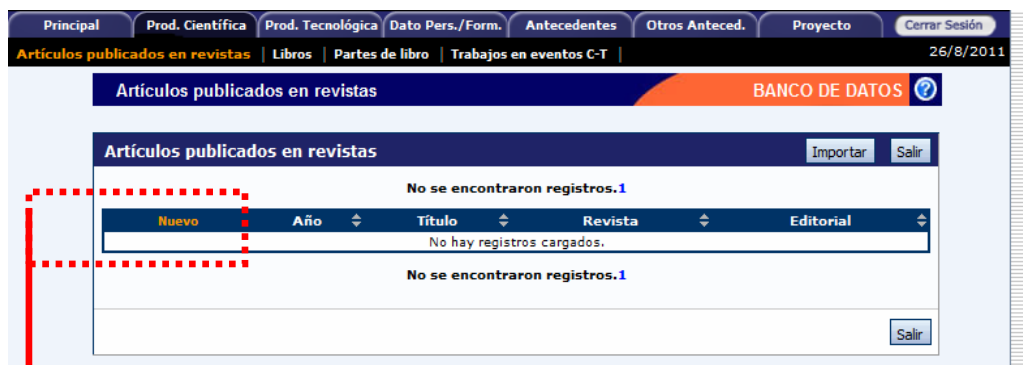 Principal Prod. Científica Prod. Tecnológica Dato Pers./Form. Antecedentes Otros Anteced. Proyecto Cerrar Sesión
Artículos publicados en revistas | Libros | Partes de libro | Trabajos en eventos C-T | 26/8/2011
Artículos publicados en revistas BANCO DE DATOS ?
Artículos publicados en revistas Importar Salir
No se encontraron registros.1
Nuevo Año Título Revista Editorial
No hay registros cargados.
No se encontraron registros.1
Salir